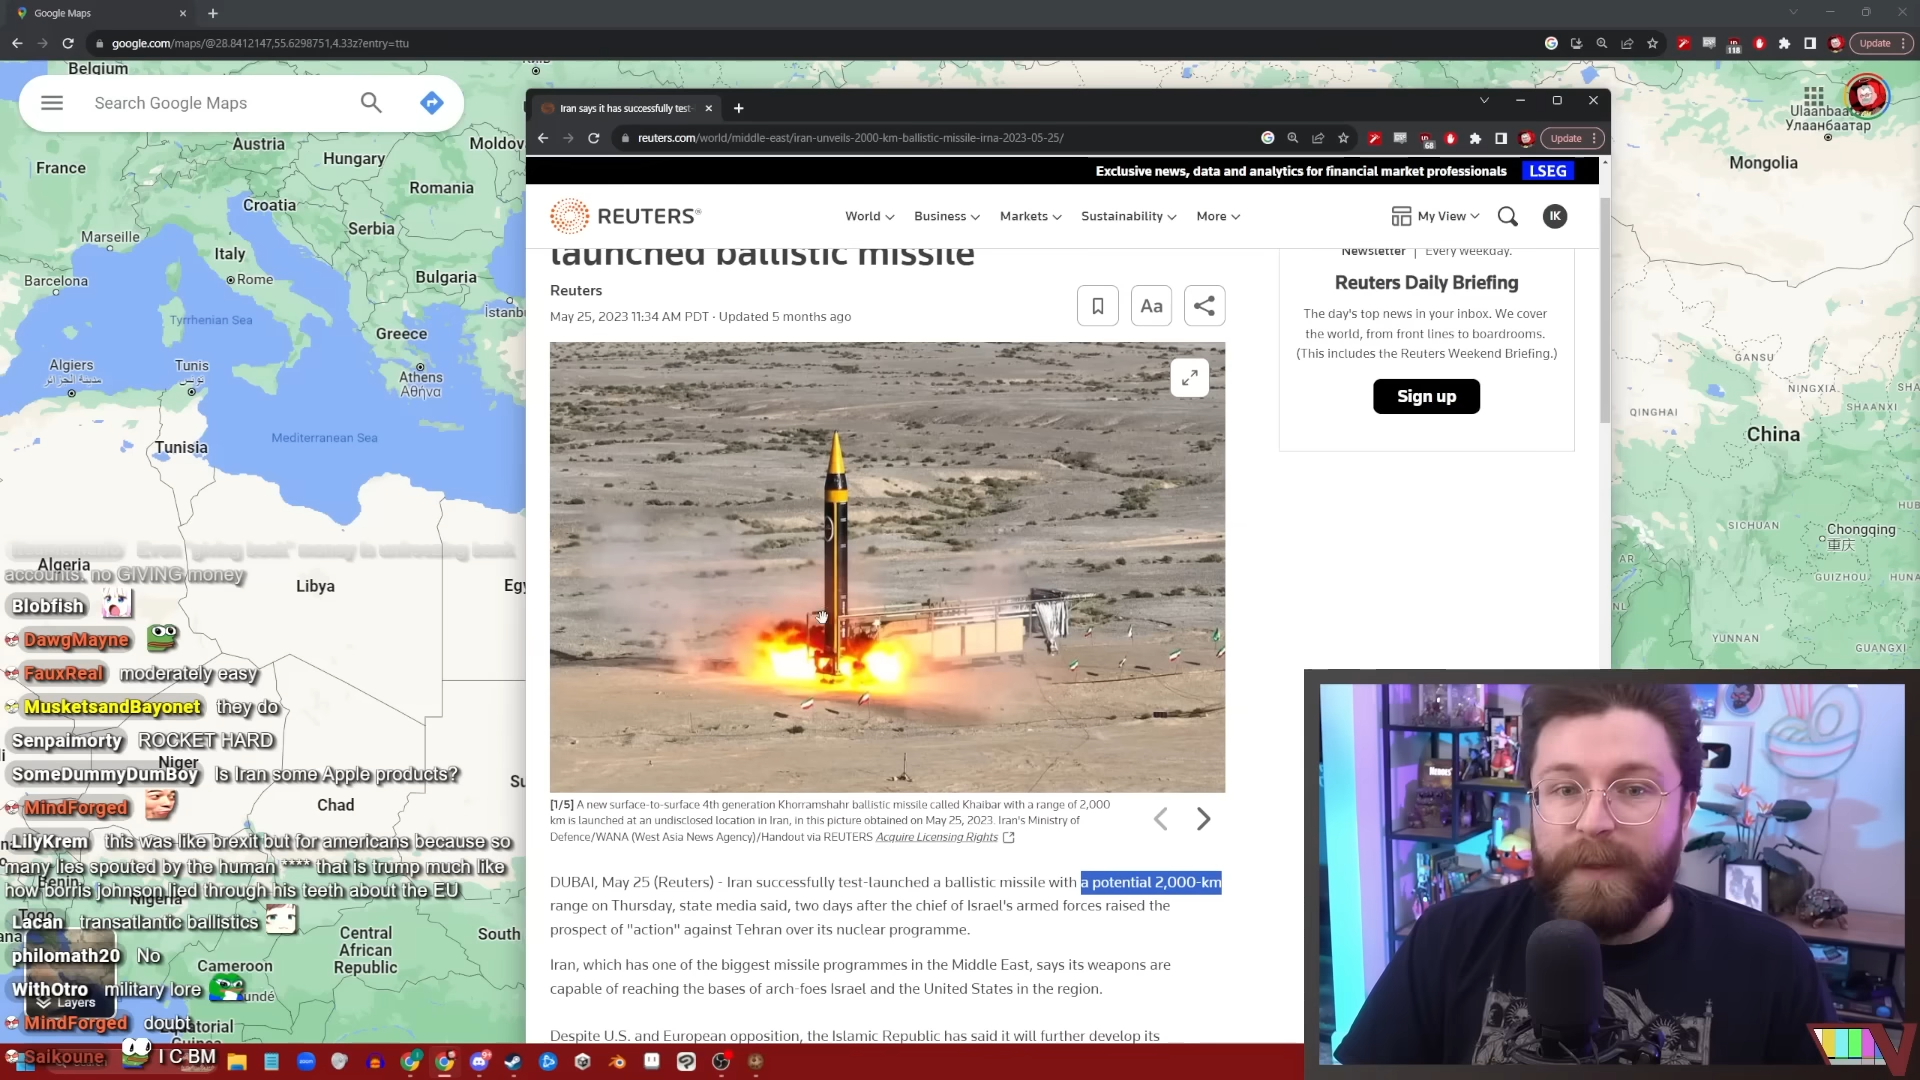 Google Maps
google.com/maps/@28.8412147,55.6298751,4.33z?entry=ttu
118
Update
Search Google Maps
Belgium
France
Austria
Hungary
Moldov
Romania
Croatia
Serbia
Marseille
Italy
Rome
Barcelona
Bulgaria
Tyrrhenian Sea
Greece
İstanb
Algiers
Tunis
تونس
Athens
Αθήνα
Tunisia
Mediterranean Sea
Algeria
Libya
Eg
Niger
Chad
Su
Benin
Togo
Nigeria
Central
African
Republic
South
Cameroon
Layers
Ulaanbaa
Улаанбаатар
Mongolia
GANSU
NINGXIA
SHA
SHAANXI
QINGHAI
China
HUB
SICHUAN
Chongqing
重庆
AR
GUIZHOU
HUNA
NL
YUNNAN
GUANGXI
Iran says it has successfully test-
reuters.com/world/middle-east/iran-unveils-2000-km-ballistic-missile-irna-2023-05-25/
68
Update
Exclusive news, data and analytics for financial market professionals LSEG
REUTERS
World Business Markets Sustainability More
My View
IK
launched ballistic missile
Reuters
May 25, 2023 11:34 AM PDT · Updated 5 months ago
Aa
Newsletter | Every weekday.
Reuters Daily Briefing
The day's top news in your inbox. We cover
the world, from front lines to boardrooms.
(This includes the Reuters Weekend Briefing.)
Sign up
[1/5] A new surface-to-surface 4th generation Khorramshahr ballistic missile called Khaibar with a range of 2,000
km is launched at an undisclosed location in Iran, in this picture obtained on May 25, 2023. Iran's Ministry of
Defence/WANA (West Asia News Agency)/Handout via REUTERS Acquire Licensing Rights
DUBAI, May 25 (Reuters) - Iran successfully test-launched a ballistic missile with a potential 2,000-km
range on Thursday, state media said, two days after the chief of Israel's armed forces raised the
prospect of "action" against Tehran over its nuclear programme.
Iran, which has one of the biggest missile programmes in the Middle East, says its weapons are
capable of reaching the bases of arch-foes Israel and the United States in the region.
Despite U.S. and European opposition, the Islamic Republic has said it will further develop its
accounts. no GIVING money
Blobfish
DawgMayne
FauxReal moderately easy
MusketsandBayonet they do
Senpaimorty ROCKET HARD
SomeDummyDumBoy Is Iran some Apple products?
MindForged
LilyKrem this was like brexit but for americans because so
many lies spouted by the human **** that is trump much like
how boris johnson lied through his teeth about the EU
Lacan transatlantic ballistics
philomath20 No
WithOtro military lore
MindForged doubt
Saikoune I C BM